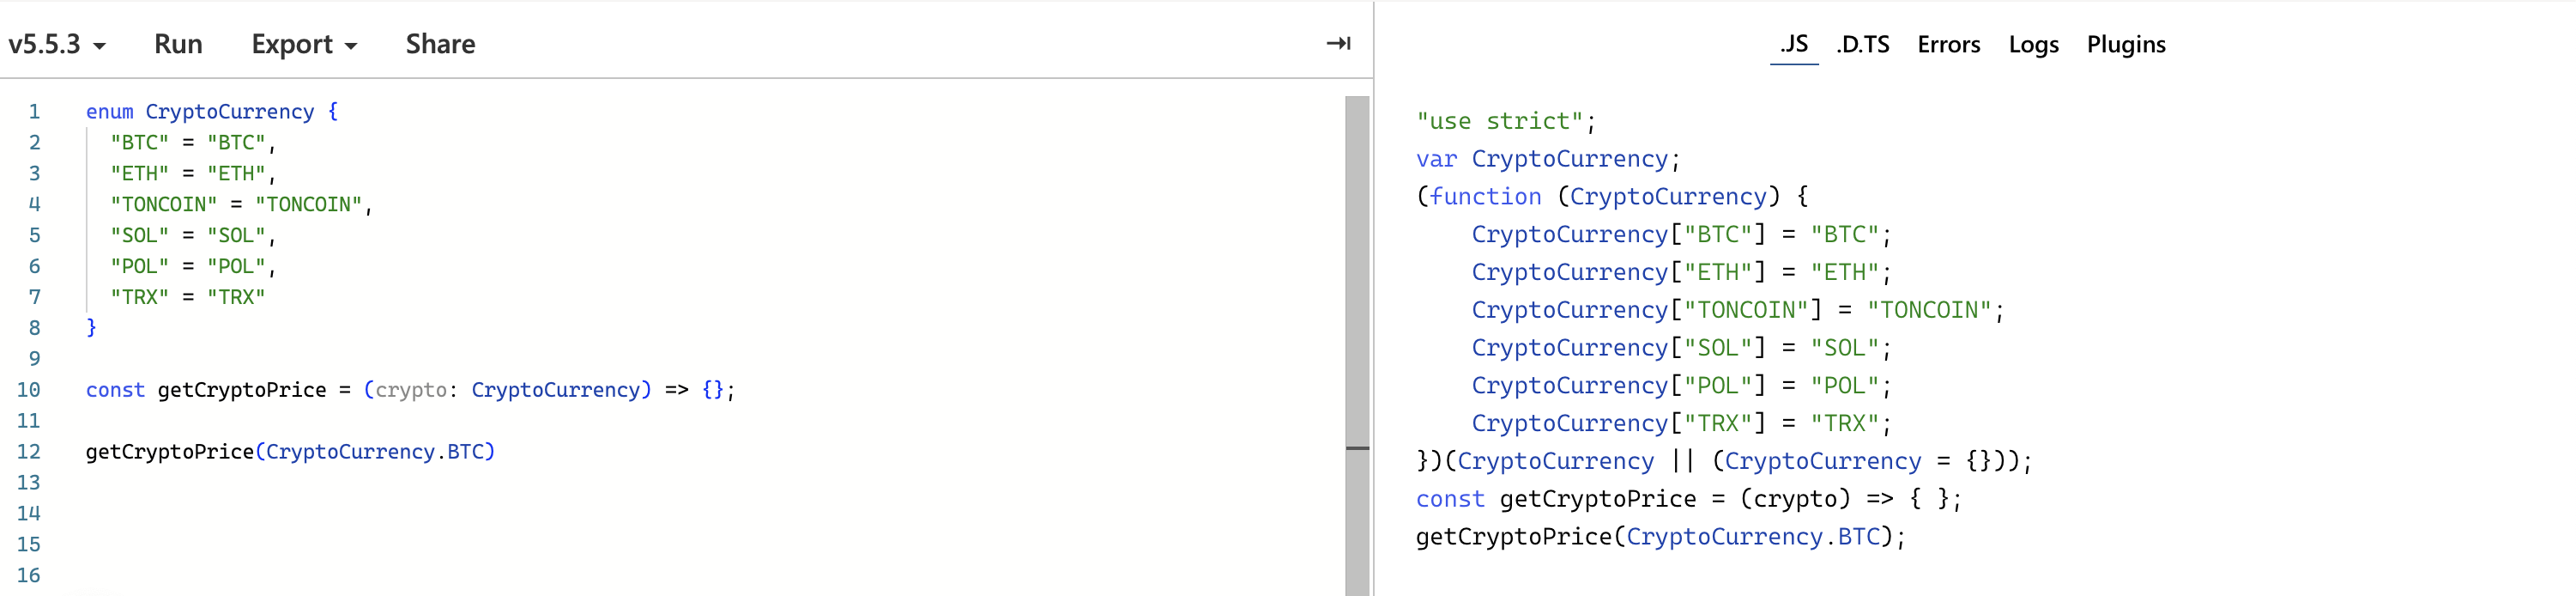 v5.5.3 Run Export Share
.JS .D.TS Errors Logs Plugins
1 enum CryptoCurrency {
2 "BTC" = "BTC",
3 "ETH" = "ETH",
4 "TONCOIN" = "TONCOIN",
5 "SOL" = "SOL",
6 "POL" = "POL",
7 "TRX" = "TRX"
8 }
9
10 const getCryptoPrice = (crypto: CryptoCurrency) => {};
11
12 getCryptoPrice(CryptoCurrency.BTC)
13
14
15
16
"use strict";
var CryptoCurrency;
(function (CryptoCurrency) {
    CryptoCurrency["BTC"] = "BTC";
    CryptoCurrency["ETH"] = "ETH";
    CryptoCurrency["TONCOIN"] = "TONCOIN";
    CryptoCurrency["SOL"] = "SOL";
    CryptoCurrency["POL"] = "POL";
    CryptoCurrency["TRX"] = "TRX";
})(CryptoCurrency || (CryptoCurrency = {}));
const getCryptoPrice = (crypto) => { };
getCryptoPrice(CryptoCurrency.BTC);